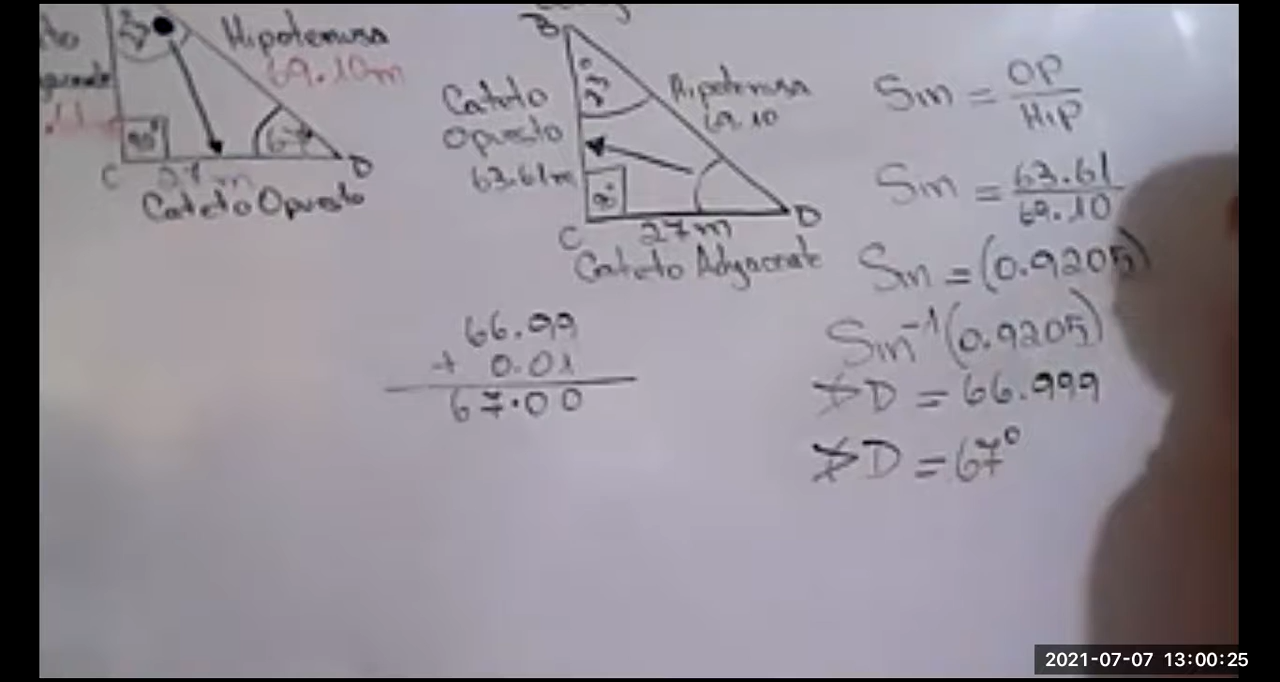 Hipotenusa
69.10m
90°
67
C
D
27 m
Cateto Opuesto
B
23°
Cateto
Opuesto
63.61m
Hipotenusa
69.10
C
27m
D
Cateto Adyacente
66.99
+ 0.01
67.00
Sin = OP
HiP
Sin = 63.61
69.10
Sin = (0.9205)
Sin⁻¹(0.9205)
∡D = 66.999
∡D = 67°
2021-07-07 13:00:25